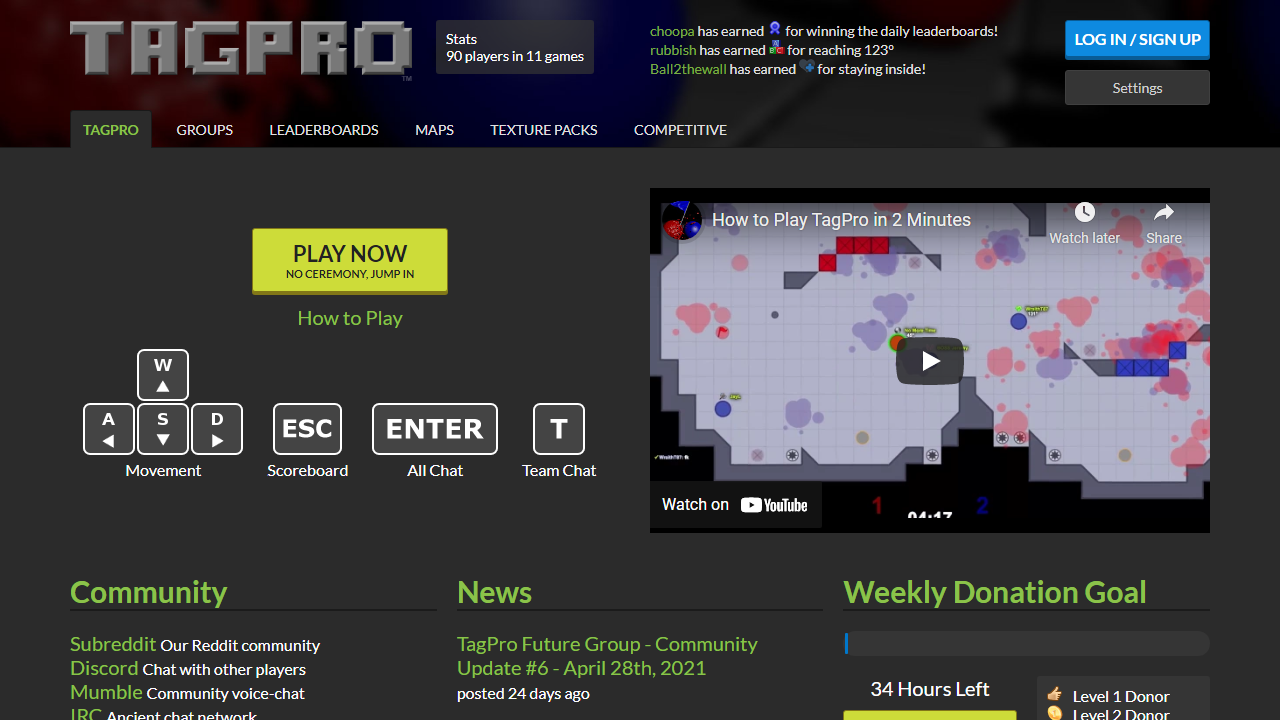 TAGPRO
TM
Stats
90 players in 11 games
choopa has earned for winning the daily leaderboards!
rubbish has earned for reaching 123°
Ball2thewall has earned for staying inside!
LOG IN / SIGN UP
Settings
TAGPRO
GROUPS
LEADERBOARDS
MAPS
TEXTURE PACKS
COMPETITIVE
PLAY NOW
NO CEREMONY, JUMP IN
How to Play
W
A
S
D
ESC
ENTER
T
Movement
Scoreboard
All Chat
Team Chat
How to Play TagPro in 2 Minutes
Watch later
Share
Watch on YouTube
1
04:17
2
Community
Subreddit Our Reddit community
Discord Chat with other players
Mumble Community voice-chat
IRC Ancient chat network
News
TagPro Future Group - Community
Update #6 - April 28th, 2021
posted 24 days ago
Weekly Donation Goal
34 Hours Left
Level 1 Donor
Level 2 Donor